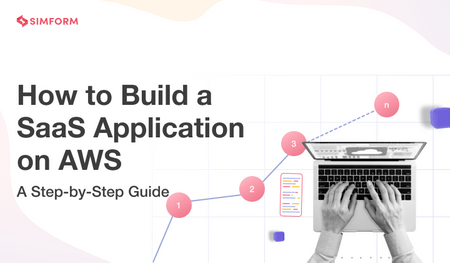 SIMFORM
How to Build a
SaaS Application
on AWS
A Step-by-Step Guide
1
2
3
n